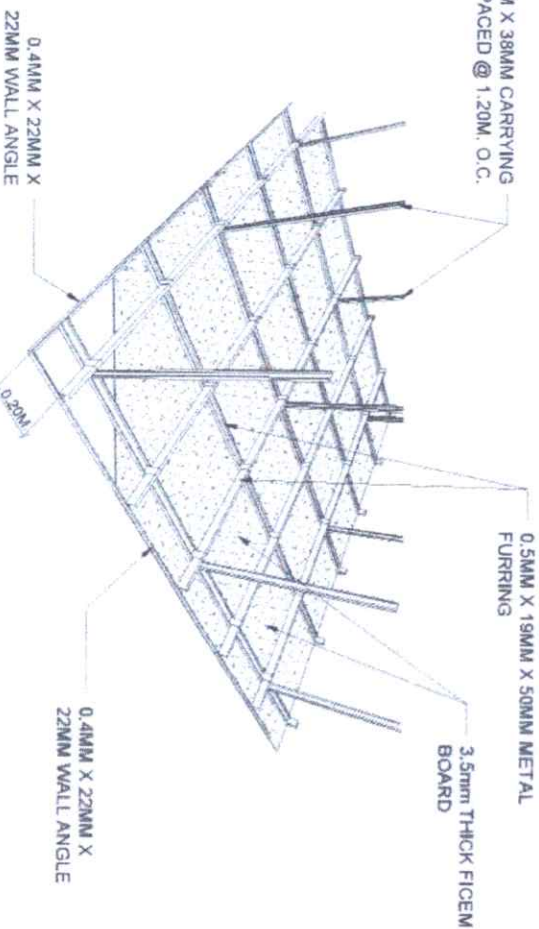 M X 38MM CARRYING
PACED @ 1.20M. O.C.
0.5MM X 19MM X 50MM METAL
FURRING
3.5mm THICK FICEM
BOARD
0.4MM X 22MM X
22MM WALL ANGLE
0.20M
0.4MM X 22MM X
22MM WALL ANGLE